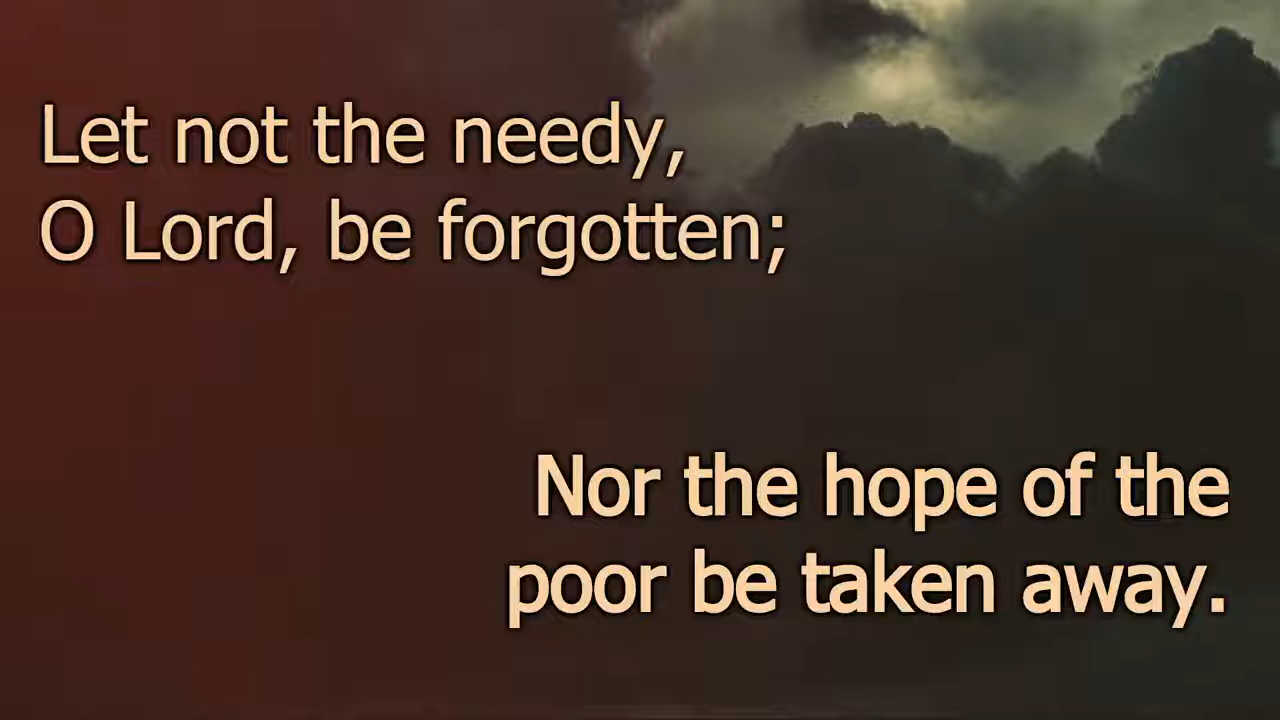 Let not the needy,
O Lord, be forgotten;
Nor the hope of the
poor be taken away.